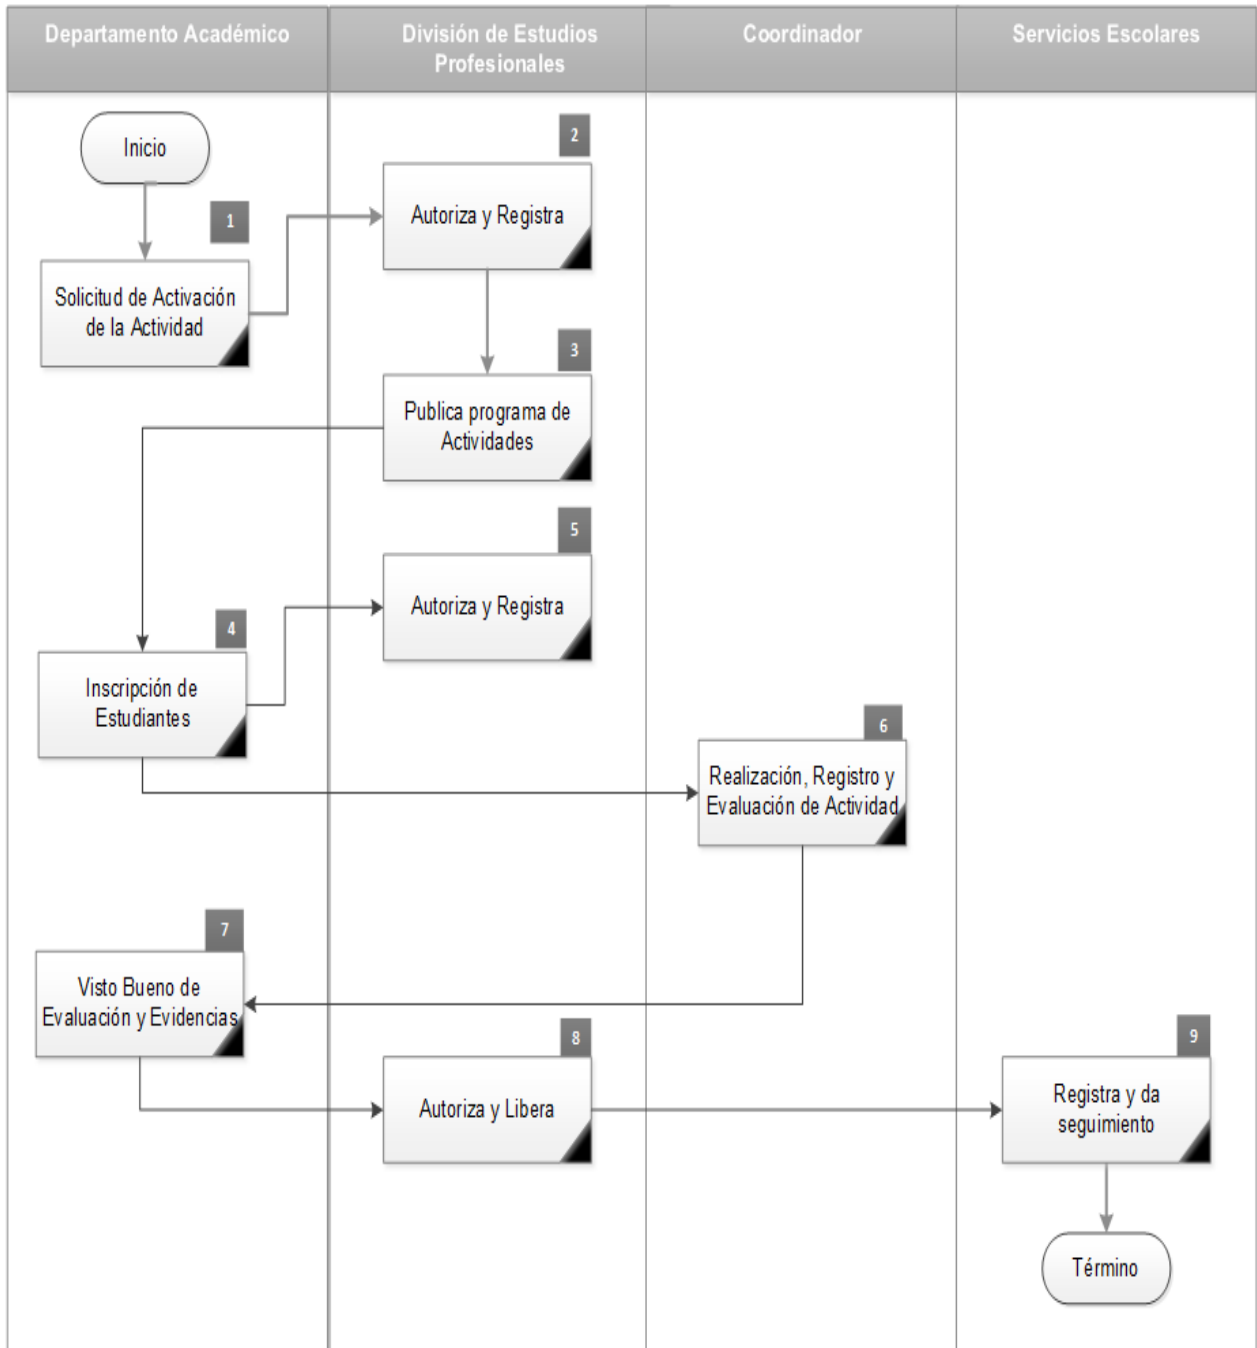 Departamento Académico
División de Estudios
Profesionales
Coordinador
Servicios Escolares
Inicio
1
Solicitud de Activación
de la Actividad
2
Autoriza y Registra
3
Publica programa de
Actividades
4
Inscripción de
Estudiantes
5
Autoriza y Registra
6
Realización, Registro y
Evaluación de Actividad
7
Visto Bueno de
Evaluación y Evidencias
8
Autoriza y Libera
9
Registra y da
seguimiento
Término